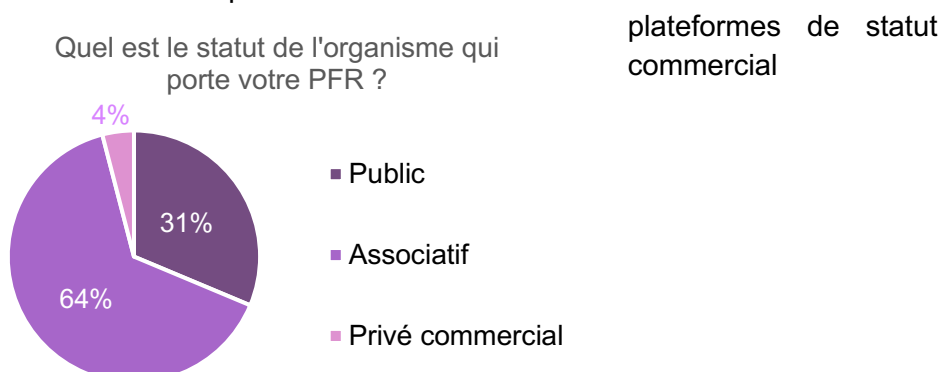 Quel est le statut de l'organisme qui
porte votre PFR ?
4%
31%
64%
Public
Associatif
Privé commercial
plateformes de statut
commercial